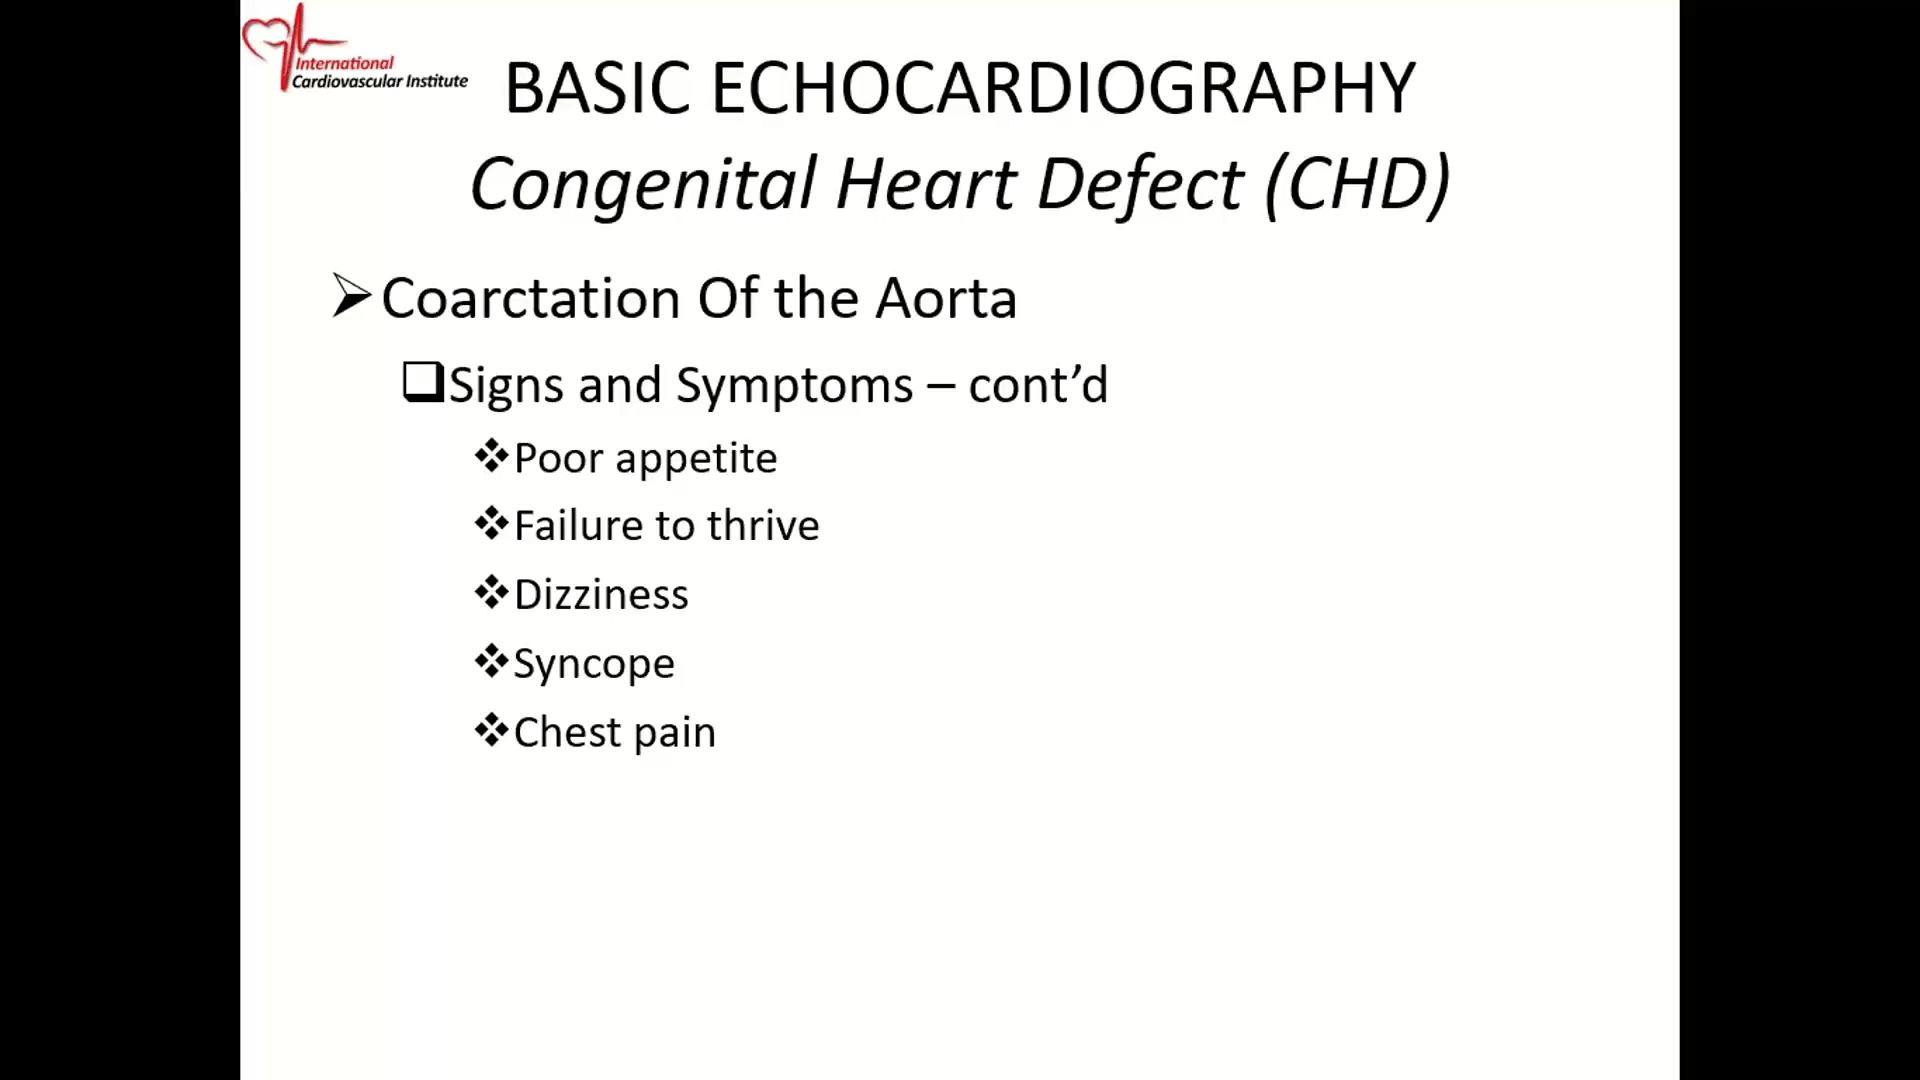 International
Cardiovascular Institute
BASIC ECHOCARDIOGRAPHY
Congenital Heart Defect (CHD)
Coarctation Of the Aorta
Signs and Symptoms – cont’d
Poor appetite
Failure to thrive
Dizziness
Syncope
Chest pain